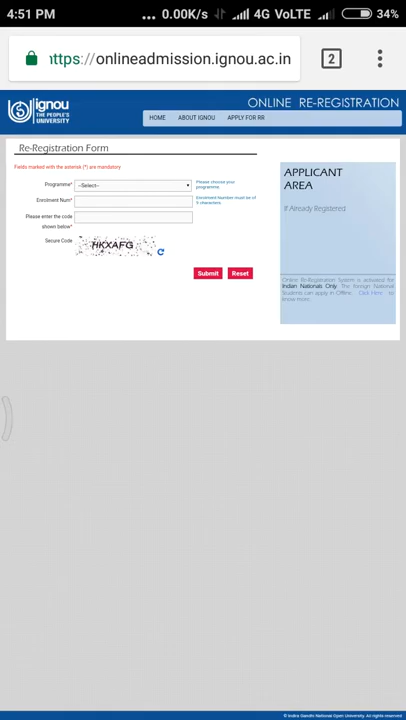 4:51 PM ... 0.00K/s 4G VoLTE 34%
https://onlineadmission.ignou.ac.in 2
ignou
THE PEOPLE'S
UNIVERSITY
ONLINE RE-REGISTRATION
HOME ABOUT IGNOU APPLY FOR RR
Re-Registration Form
Fields marked with the asterisk (*) are mandatory
Programme* --Select-- Please choose your
programme.
Enrolment Num* Enrolment Number must be of
9 characters.
Please enter the code
shown below*
Secure Code HKXAFG
Submit Reset
APPLICANT
AREA
If Already Registered
Online Re-Registration System is activated for
Indian Nationals Only. The foreign National
Students can apply in Offline. Click Here to
know more.
© Indira Gandhi National Open University. All rights reserved.